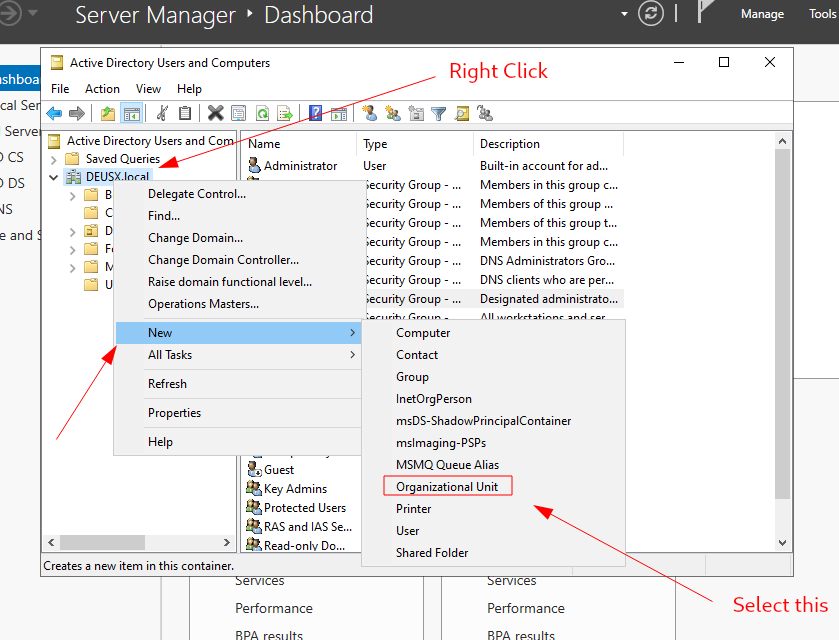 Server Manager ‣ Dashboard
Manage
Tools
Active Directory Users and Computers
Right Click
File Action View Help
Active Directory Users and Com
Saved Queries
DEUSX.local
B
C
D
F
M
U
Name Type Description
Administrator User Built-in account for ad...
Security Group - ... Members in this group c...
Security Group - ... Members of this group ...
Security Group - ... Members of this group t...
Security Group - ... Members in this group c...
Security Group - ... DNS Administrators Gro...
Security Group - ... DNS clients who are per...
Security Group - ... Designated administrato...
Security Group - ... All workstations and ser
Delegate Control...
Find...
Change Domain...
Change Domain Controller...
Raise domain functional level...
Operations Masters...
New
All Tasks
Refresh
Properties
Help
Computer
Contact
Group
InetOrgPerson
msDS-ShadowPrincipalContainer
msImaging-PSPs
MSMQ Queue Alias
Organizational Unit
Printer
User
Shared Folder
Guest
Key Admins
Protected Users
RAS and IAS Se...
Read-only Do...
Creates a new item in this container.
Select this
shboa
cal Ser
Server
CS
DS
NS
e and S
Services
Performance
BPA results
Services
Performance
BPA results